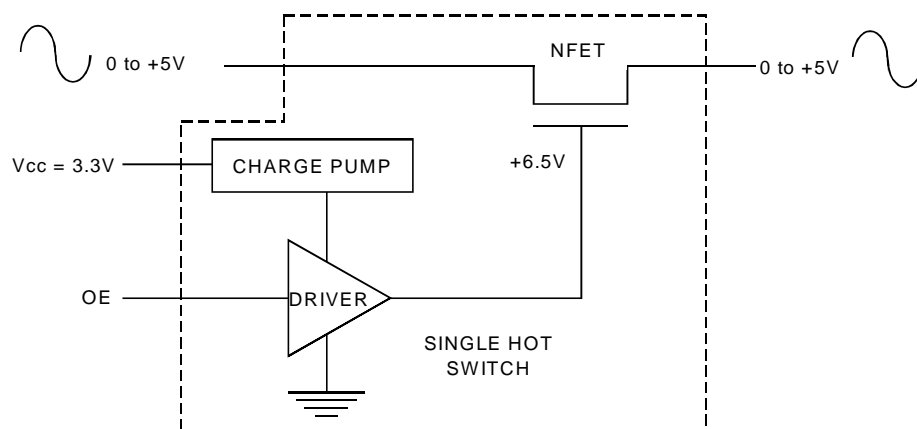 NFET
0 to +5V
0 to +5V
Vcc = 3.3V
CHARGE PUMP
+6.5V
OE
DRIVER
SINGLE HOT
SWITCH